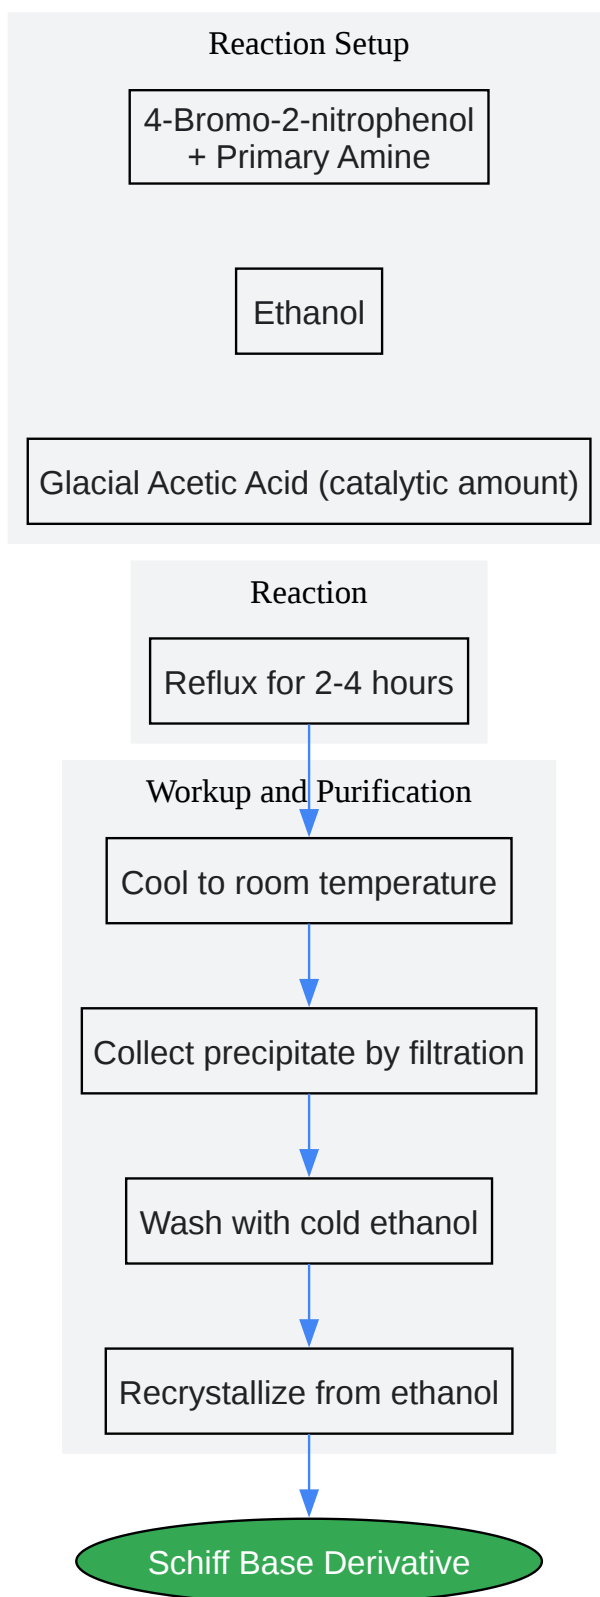 Reaction Setup
4-Bromo-2-nitrophenol
+ Primary Amine
Ethanol
Glacial Acetic Acid (catalytic amount)
Reaction
Reflux for 2-4 hours
Workup and Purification
Cool to room temperature
Collect precipitate by filtration
Wash with cold ethanol
Recrystallize from ethanol
Schiff Base Derivative